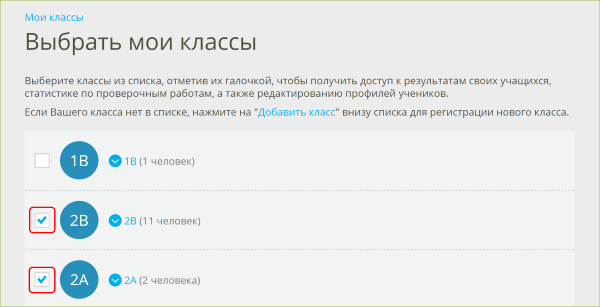 Мои классы
Выбрать мои классы
Выберите классы из списка, отметив их галочкой, чтобы получить доступ к результатам своих учащихся,
статистике по проверочным работам, а также редактированию профилей учеников.
Если Вашего класса нет в списке, нажмите на "Добавить класс" внизу списка для регистрации нового класса.
1В 1В (1 человек)
2В 2В (11 человек)
2А 2А (2 человека)